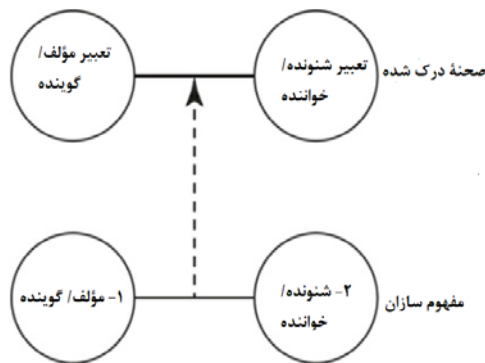 صحنۀ درک شده
تعبیر شنونده/
خواننده
تعبیر مؤلف/
گوینده
مفهوم سازان
۲- شنونده/
خواننده
۱- مؤلف/ گوینده